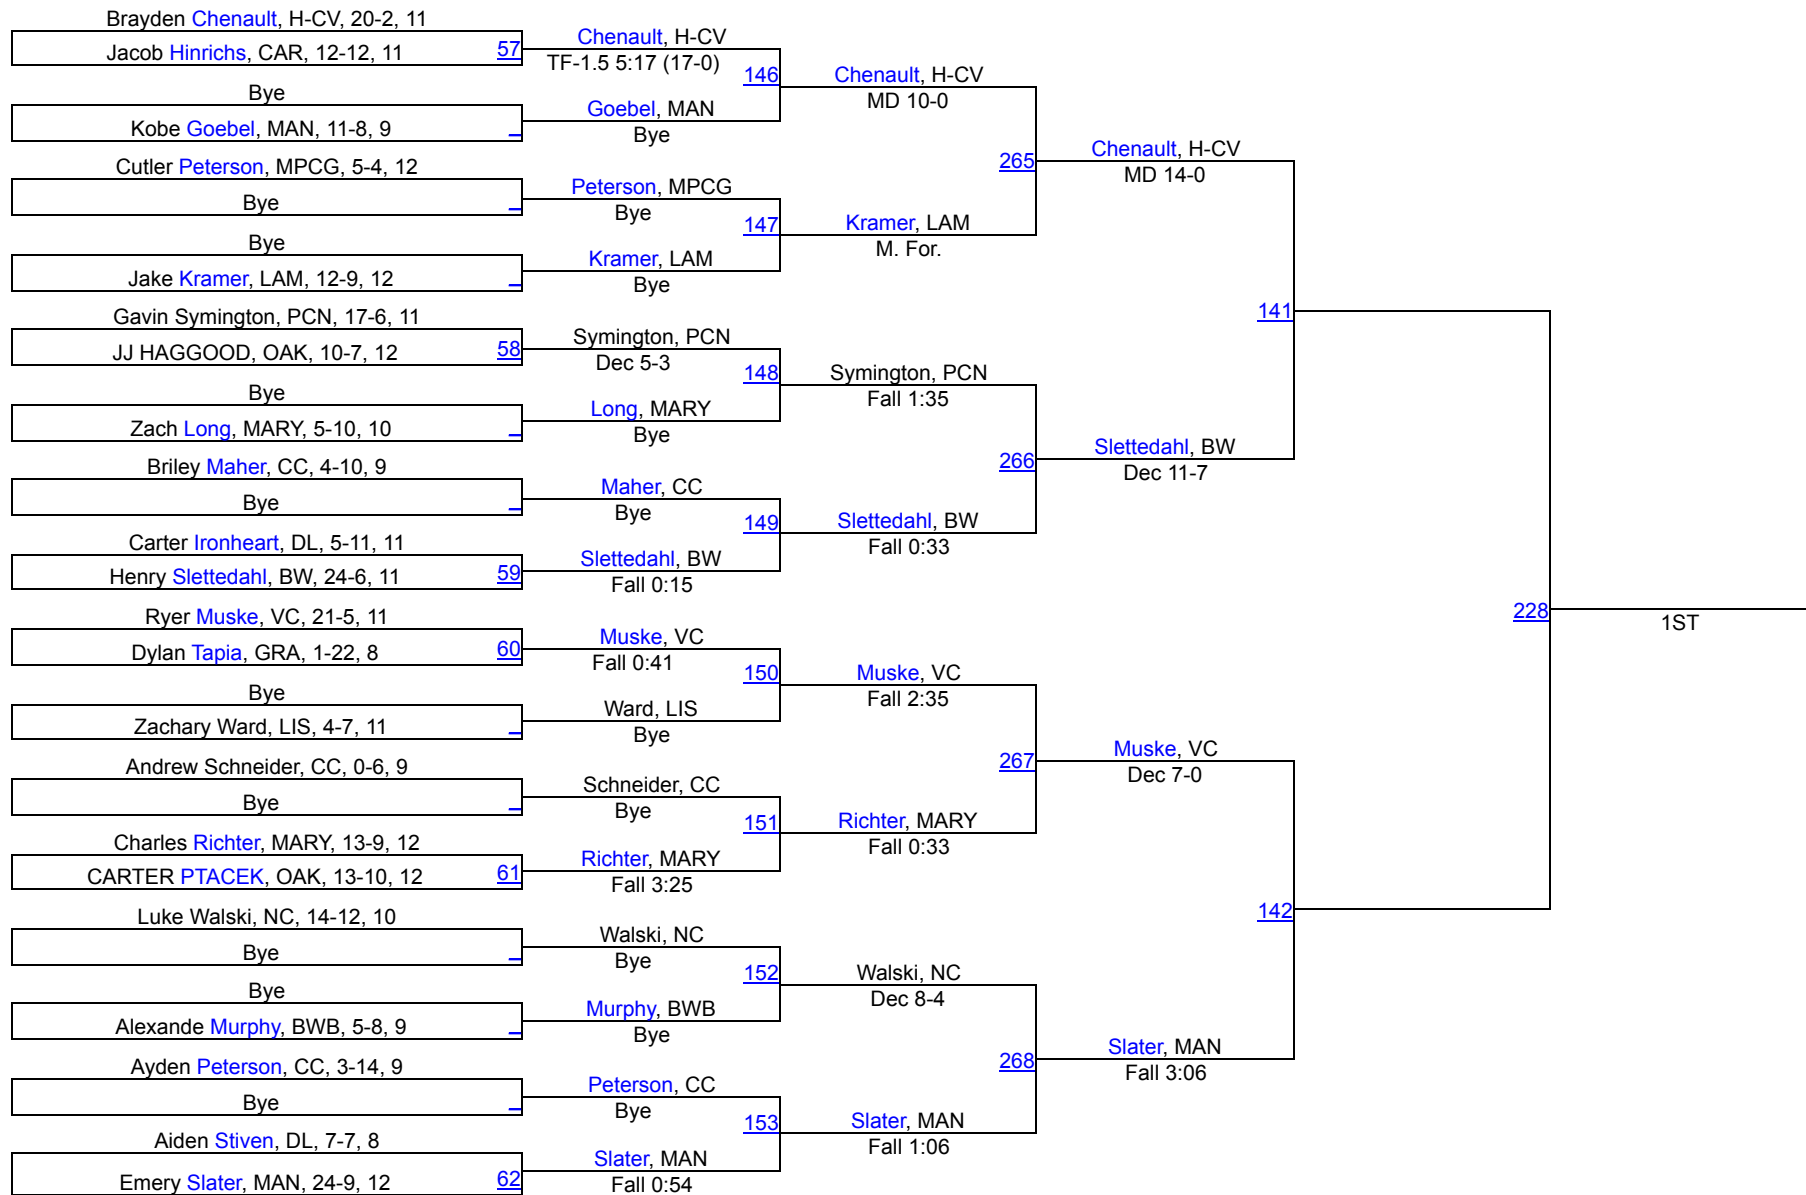 Brayden Chenault, H-CV, 20-2, 11
Jacob Hinrichs, CAR, 12-12, 11
57
Bye
Kobe Goebel, MAN, 11-8, 9
Cutler Peterson, MPCG, 5-4, 12
Bye
Bye
Jake Kramer, LAM, 12-9, 12
Gavin Symington, PCN, 17-6, 11
JJ HAGGOOD, OAK, 10-7, 12
58
Bye
Zach Long, MARY, 5-10, 10
Briley Maher, CC, 4-10, 9
Bye
Carter Ironheart, DL, 5-11, 11
Henry Slettedahl, BW, 24-6, 11
59
Ryer Muske, VC, 21-5, 11
Dylan Tapia, GRA, 1-22, 8
60
Bye
Zachary Ward, LIS, 4-7, 11
Andrew Schneider, CC, 0-6, 9
Bye
Charles Richter, MARY, 13-9, 12
CARTER PTACEK, OAK, 13-10, 12
61
Luke Walski, NC, 14-12, 10
Bye
Bye
Alexande Murphy, BWB, 5-8, 9
Ayden Peterson, CC, 3-14, 9
Bye
Aiden Stiven, DL, 7-7, 8
Emery Slater, MAN, 24-9, 12
62
Chenault, H-CV
TF-1.5 5:17 (17-0)
146
Goebel, MAN
Bye
Peterson, MPCG
Bye
147
Kramer, LAM
Bye
Symington, PCN
Dec 5-3
148
Long, MARY
Bye
Maher, CC
Bye
149
Slettedahl, BW
Fall 0:15
Muske, VC
Fall 0:41
150
Ward, LIS
Bye
Schneider, CC
Bye
151
Richter, MARY
Fall 3:25
Walski, NC
Bye
152
Murphy, BWB
Bye
Peterson, CC
Bye
153
Slater, MAN
Fall 0:54
Chenault, H-CV
MD 10-0
265
Kramer, LAM
M. For.
Symington, PCN
Fall 1:35
266
Slettedahl, BW
Fall 0:33
Muske, VC
Fall 2:35
267
Richter, MARY
Fall 0:33
Walski, NC
Dec 8-4
268
Slater, MAN
Fall 1:06
Chenault, H-CV
MD 14-0
141
Slettedahl, BW
Dec 11-7
Muske, VC
Dec 7-0
142
Slater, MAN
Fall 3:06
228
1ST